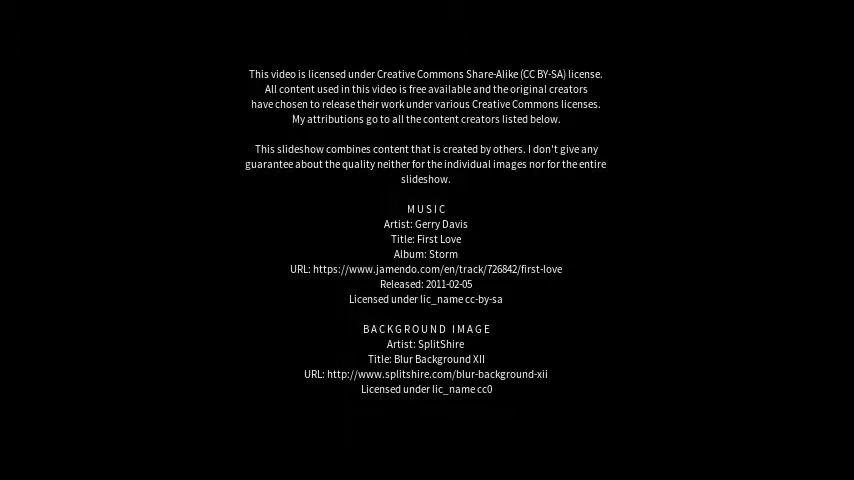 This video is licensed under Creative Commons Share-Alike (CC BY-SA) license.
All content used in this video is free available and the original creators
have chosen to release their work under various Creative Commons licenses.
My attributions go to all the content creators listed below.
This slideshow combines content that is created by others. I don't give any
guarantee about the quality neither for the individual images nor for the entire
slideshow.
MUSIC
Artist: Gerry Davis
Title: First Love
Album: Storm
URL: https://www.jamendo.com/en/track/726842/first-love
Released: 2011-02-05
Licensed under lic_name cc-by-sa
BACKGROUND IMAGE
Artist: SplitShire
Title: Blur Background XII
URL: http://www.splitshire.com/blur-background-xii
Licensed under lic_name cc0